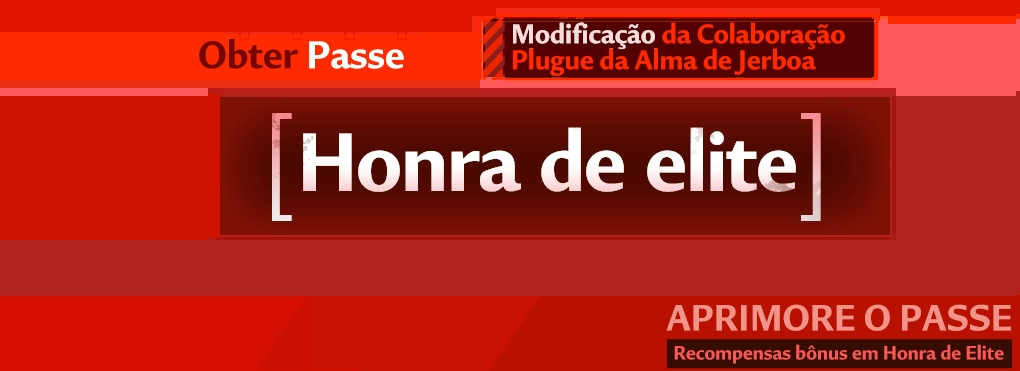 Obter Passe
Modificação da Colaboração
Plugue da Alma de Jerboa
[Honra de elite]
APRIMORE O PASSE
Recompensas bônus em Honra de Elite